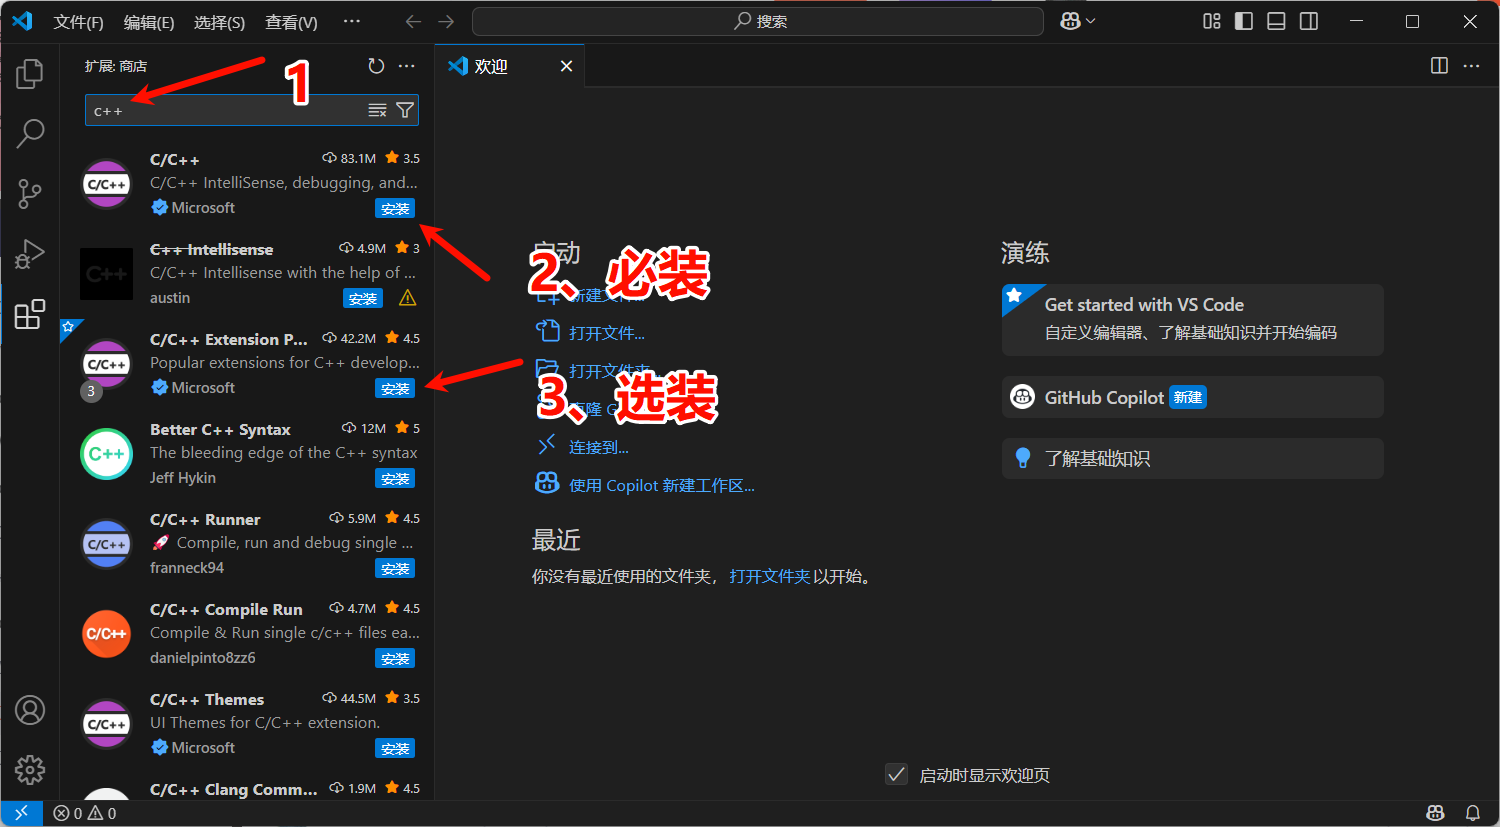 文件(F) 编辑(E) 选择(S) 查看(V) ··· 搜索
扩展: 商店
1
c++
C/C++ 83.1M 3.5
C/C++ IntelliSense, debugging, and...
Microsoft 安装
C++ Intellisense 4.9M 3
C/C++ Intellisense with the help of ...
austin 安装
C/C++ Extension P... 42.2M 4.5
Popular extensions for C++ develop...
Microsoft 安装
3
Better C++ Syntax 12M 5
The bleeding edge of the C++ syntax
Jeff Hykin 安装
C/C++ Runner 5.9M 4.5
🚀 Compile, run and debug single ...
franneck94 安装
C/C++ Compile Run 4.7M 4.5
Compile & Run single c/c++ files ea...
danielpinto8zz6 安装
C/C++ Themes 44.5M 3.5
UI Themes for C/C++ extension.
Microsoft 安装
C/C++ Clang Comm... 1.9M 4.5
C/C++
C++
C/C++
C++
C/C++
C/C++
C/C++
欢迎
启动
2、必装
新建文件...
打开文件...
打开文件夹...
3、选装
克隆 G
连接到...
使用 Copilot 新建工作区...
最近
你没有最近使用的文件夹，打开文件夹以开始。
演练
Get started with VS Code
自定义编辑器、了解基础知识并开始编码
GitHub Copilot 新建
了解基础知识
启动时显示欢迎页
0 0